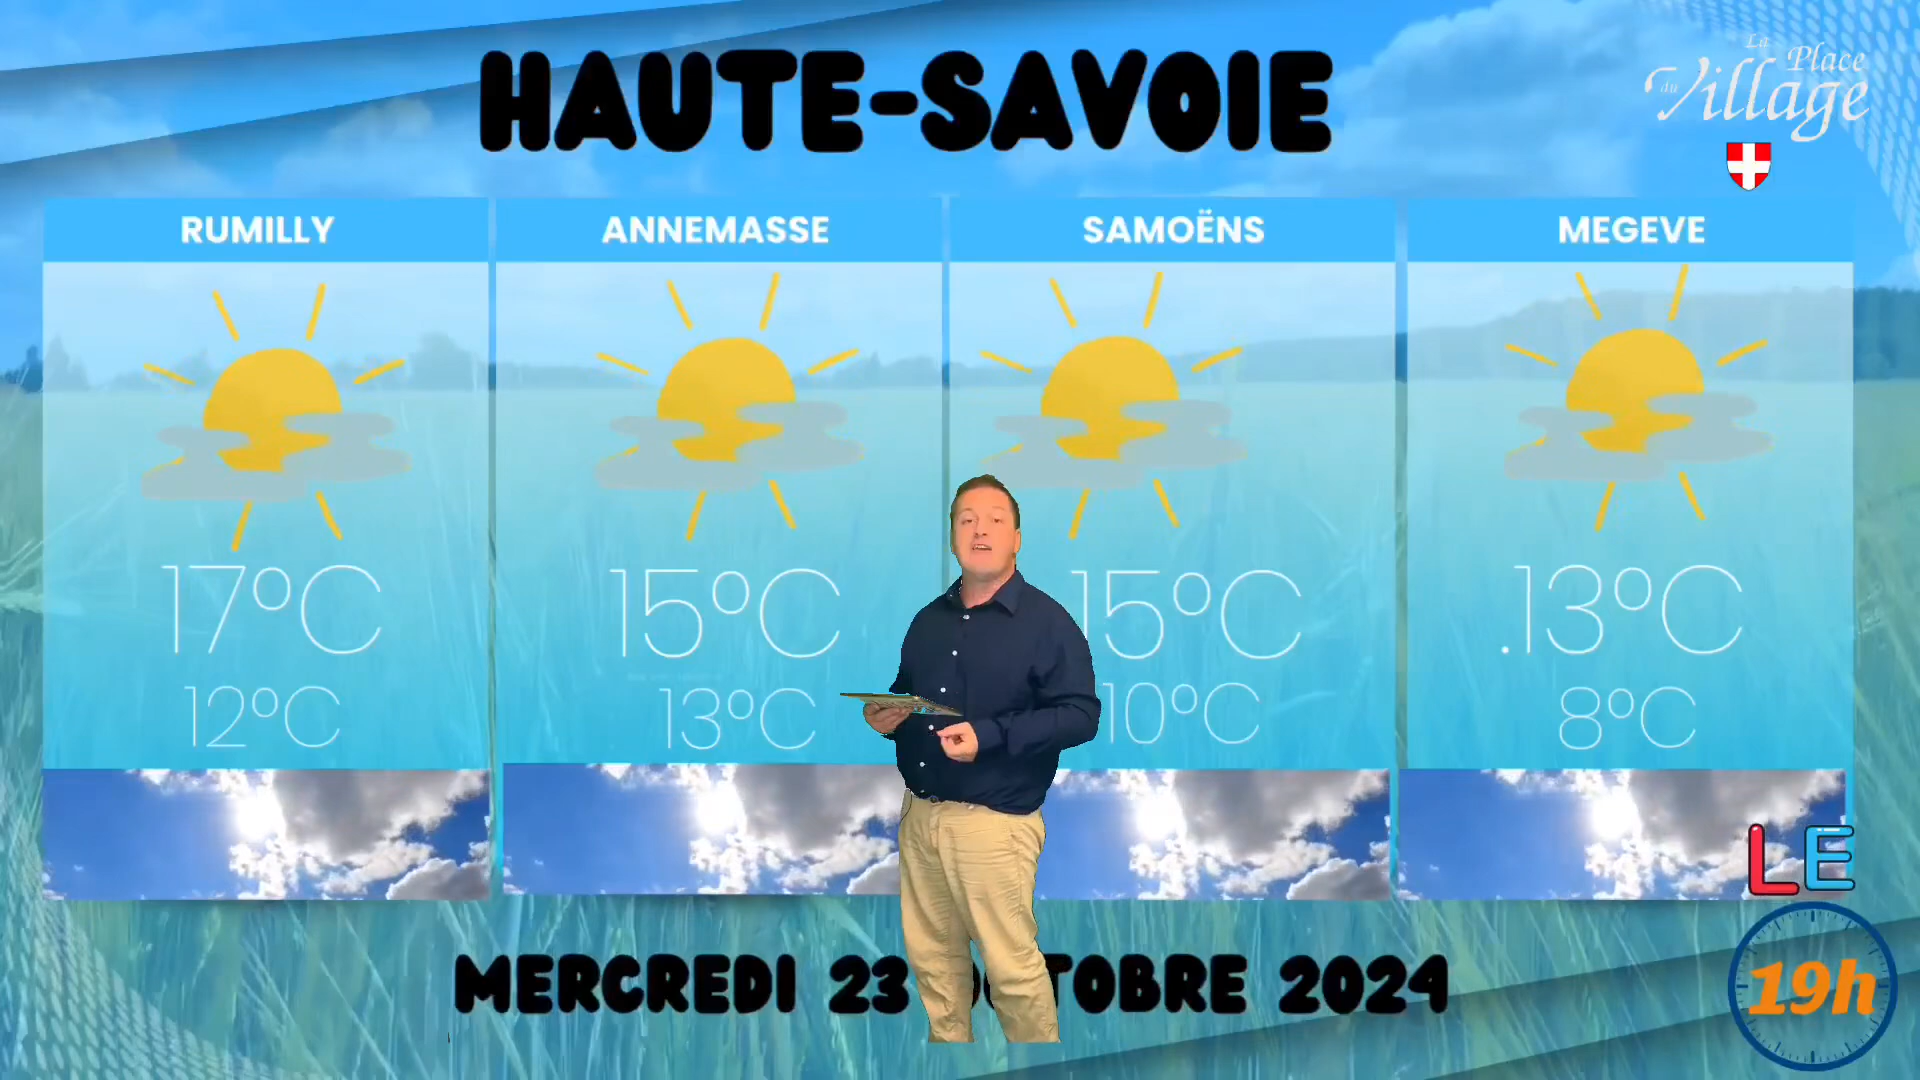 HAUTE-SAVOIE
La Place
du Village
RUMILLY
ANNEMASSE
SAMOËNS
MEGEVE
17°C
15°C
15°C
.13°C
12°C
13°C
10°C
8°C
LE
19h
MERCREDI 23 OCTOBRE 2024